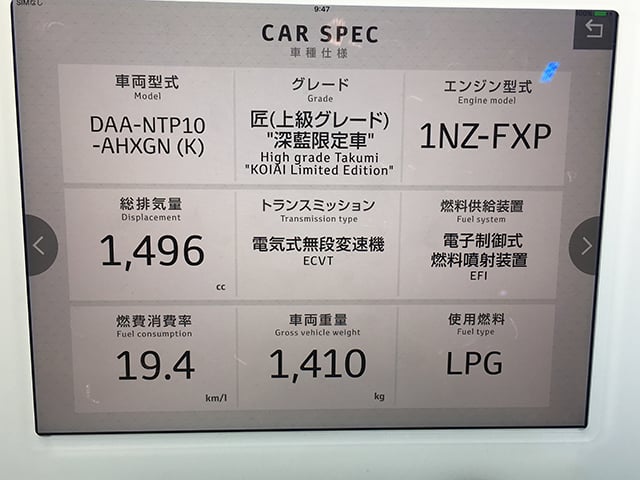 SIMなし
9:47
100%
CAR SPEC
車種仕様
車両型式
Model
DAA-NTP10
-AHXGN (K)
グレード
Grade
匠(上級グレード)
"深藍限定車"
High grade Takumi
"KOIAI Limited Edition"
エンジン型式
Engine model
1NZ-FXP
総排気量
Displacement
1,496
cc
トランスミッション
Transmission type
電気式無段変速機
ECVT
燃料供給装置
Fuel system
電子制御式
燃料噴射装置
EFI
燃費消費率
Fuel consumption
19.4
km/l
車両重量
Gross vehicle weight
1,410
kg
使用燃料
Fuel type
LPG